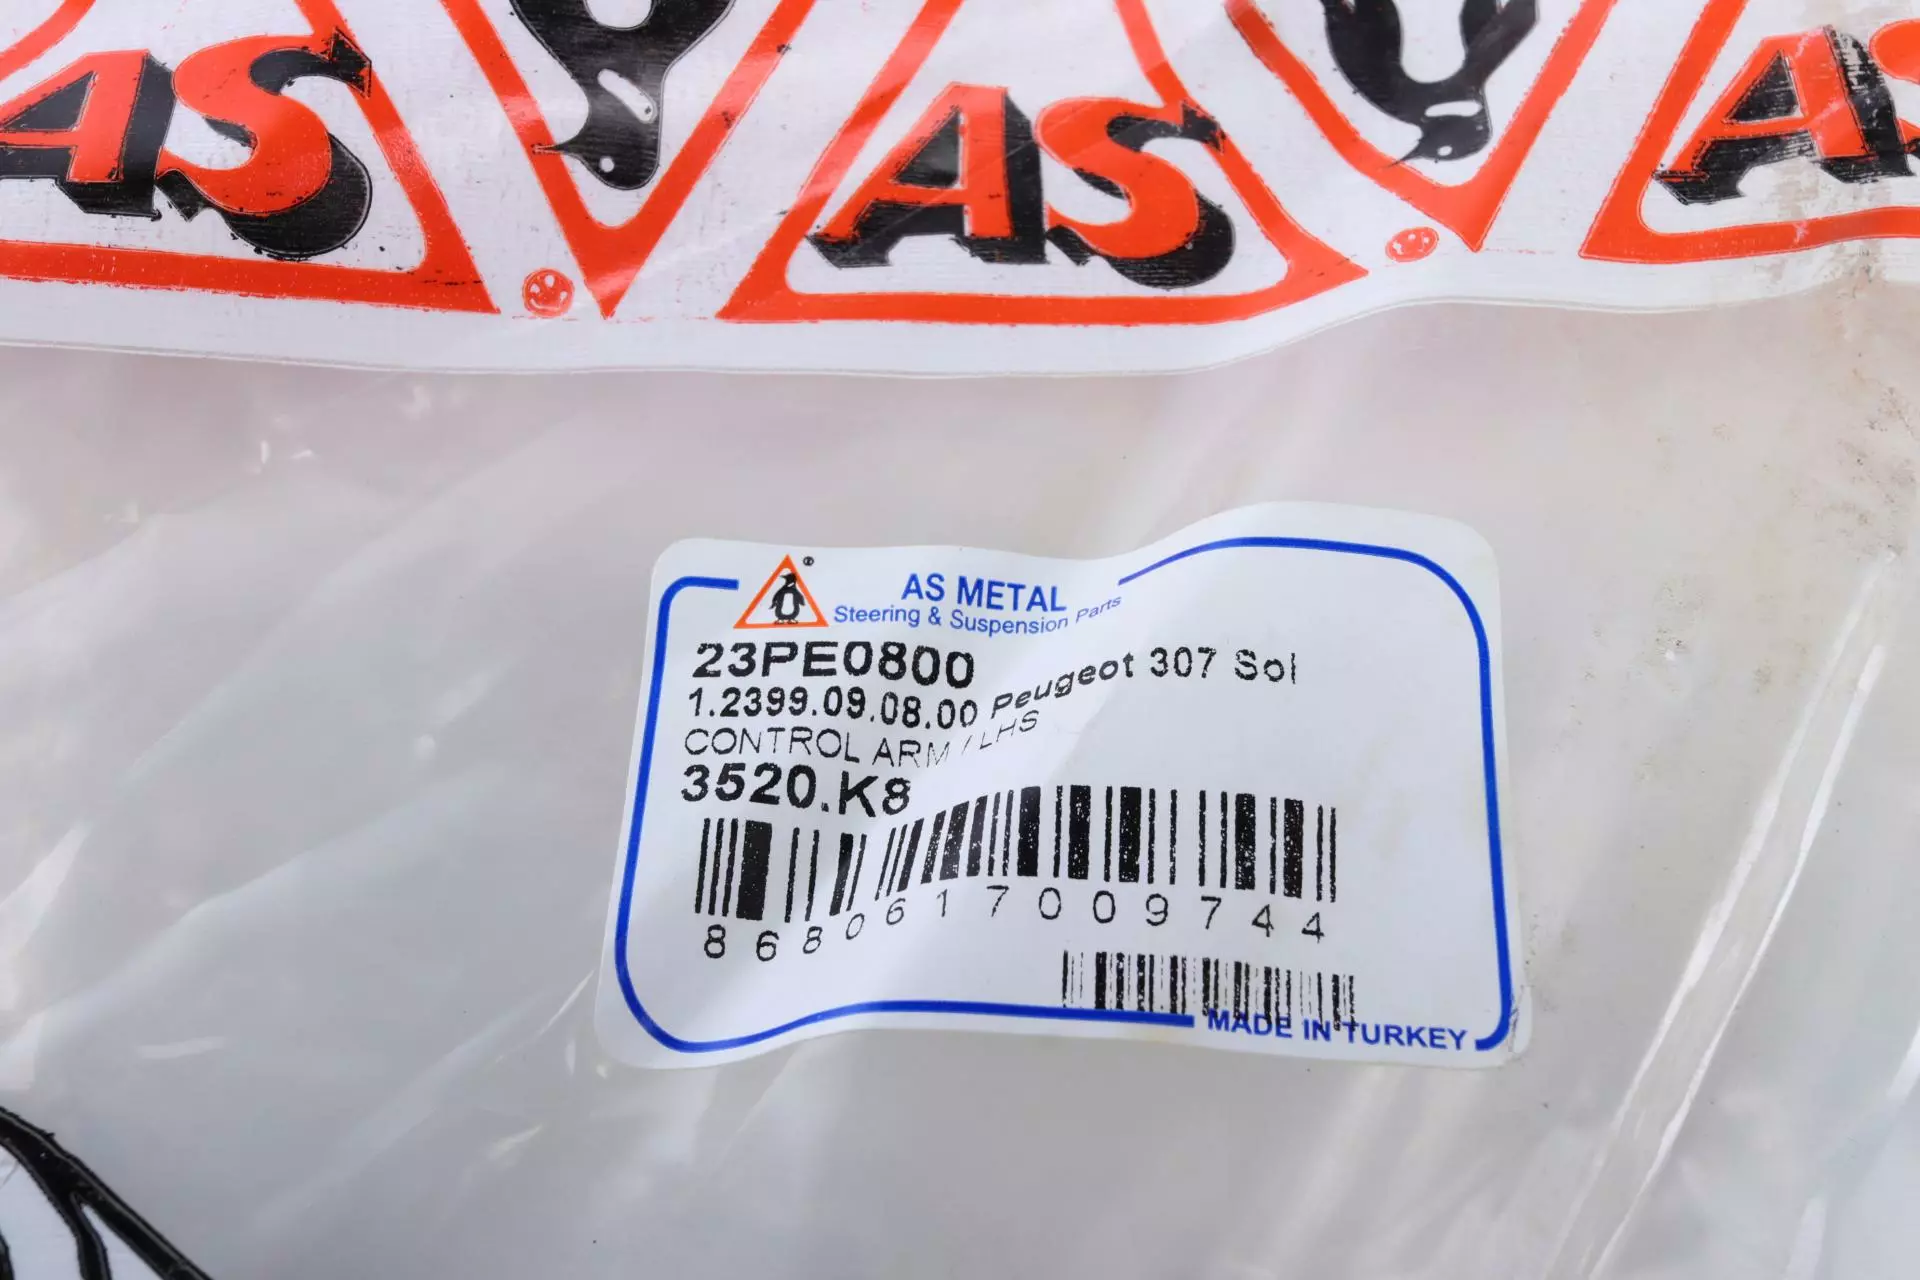 AS AS AS
AS METAL
Steering & Suspension Parts
23PE0800
1.2399.09.08.00 Peugeot 307 Sol
CONTROL ARM / LHS
3520.K8
8680617009744
MADE IN TURKEY